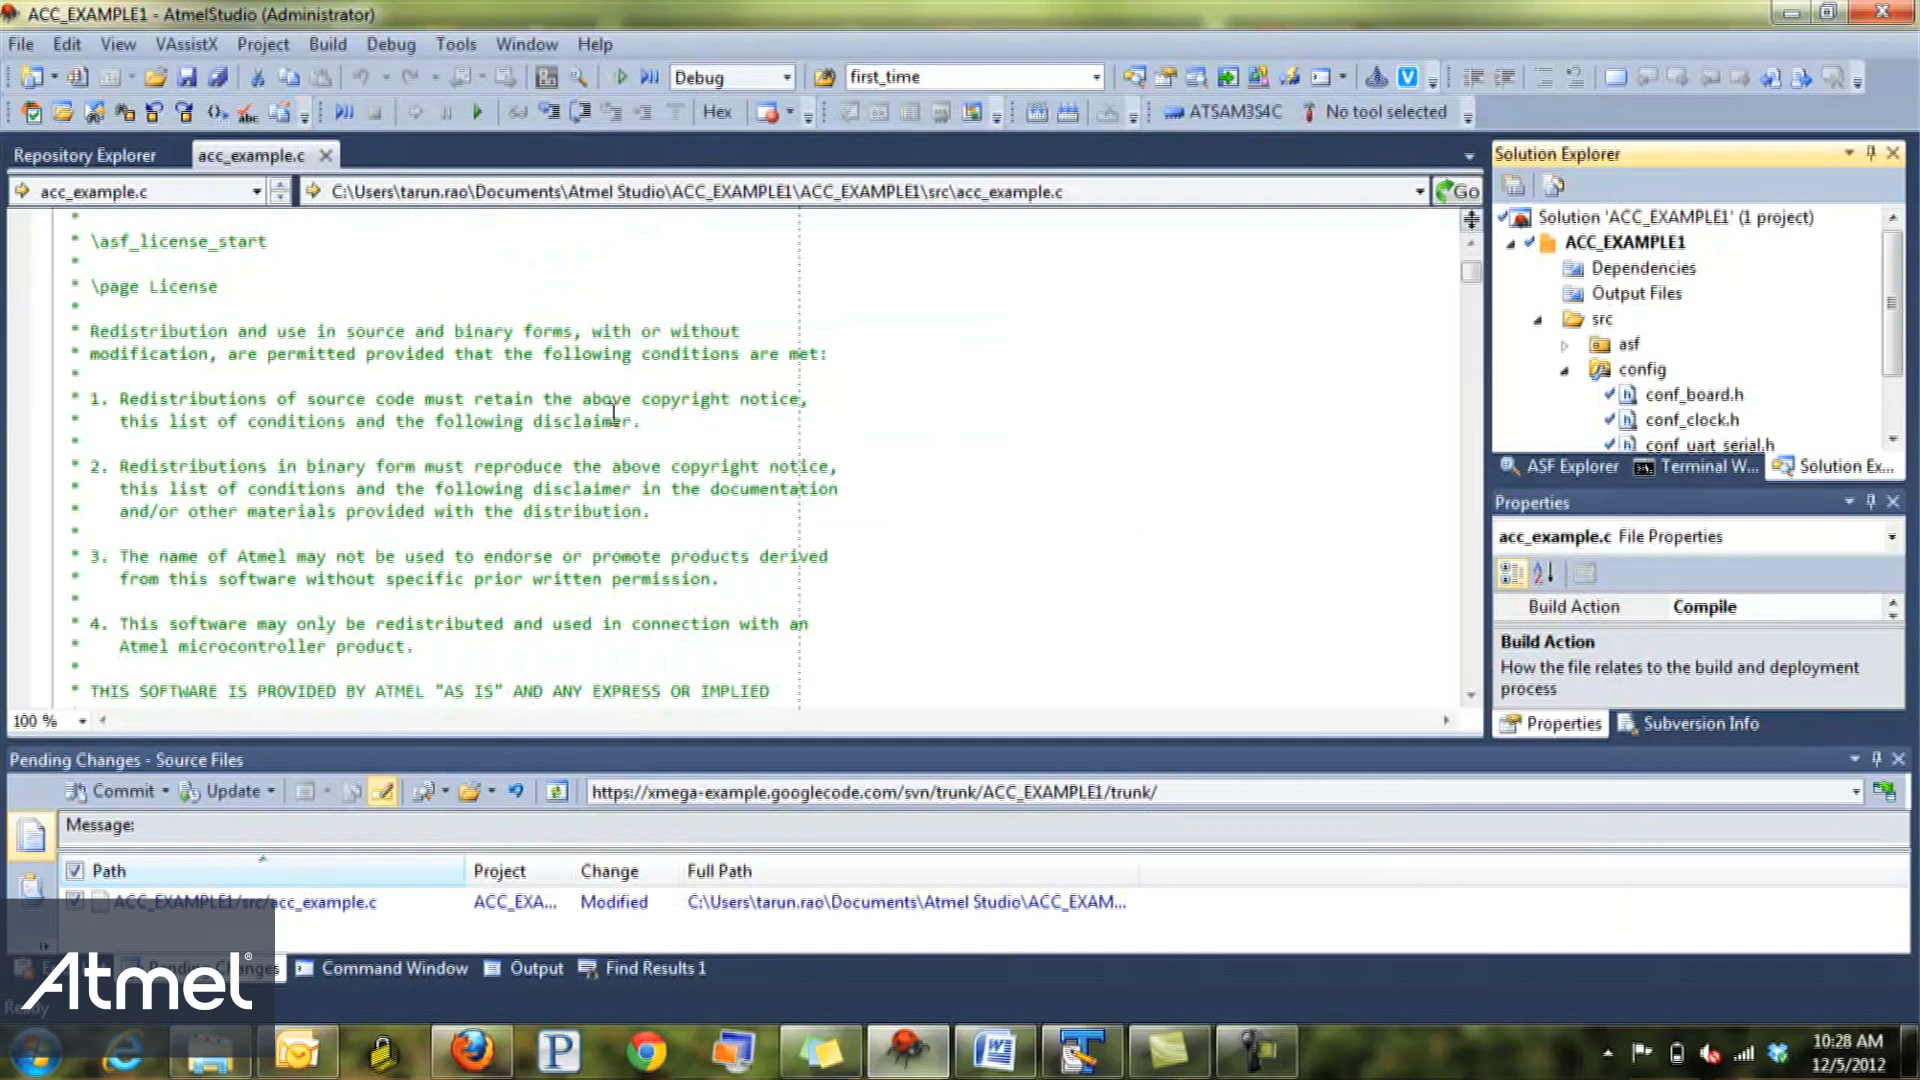 ACC_EXAMPLE1 - AtmelStudio (Administrator)
File Edit View VAssistX Project Build Debug Tools Window Help
Debug first_time
Hex ATSAM3S4C No tool selected
Repository Explorer acc_example.c
acc_example.c C:\Users\tarun.rao\Documents\Atmel Studio\ACC_EXAMPLE1\ACC_EXAMPLE1\src\acc_example.c Go
*
* \asf_license_start
*
* \page License
*
* Redistribution and use in source and binary forms, with or without
* modification, are permitted provided that the following conditions are met:
*
* 1. Redistributions of source code must retain the above copyright notice,
* this list of conditions and the following disclaimer.
*
* 2. Redistributions in binary form must reproduce the above copyright notice,
* this list of conditions and the following disclaimer in the documentation
* and/or other materials provided with the distribution.
*
* 3. The name of Atmel may not be used to endorse or promote products derived
* from this software without specific prior written permission.
*
* 4. This software may only be redistributed and used in connection with an
* Atmel microcontroller product.
*
* THIS SOFTWARE IS PROVIDED BY ATMEL "AS IS" AND ANY EXPRESS OR IMPLIED
100 %
Solution Explorer
Solution 'ACC_EXAMPLE1' (1 project)
ACC_EXAMPLE1
Dependencies
Output Files
src
asf
config
conf_board.h
conf_clock.h
conf_uart_serial.h
ASF Explorer Terminal W... Solution Ex...
Properties
acc_example.c File Properties
Build Action Compile
Build Action
How the file relates to the build and deployment
process
Properties Subversion Info
Pending Changes - Source Files
Commit Update https://xmega-example.googlecode.com/svn/trunk/ACC_EXAMPLE1/trunk/
Message:
Path Project Change Full Path
ACC_EXAMPLE1/src/acc_example.c ACC_EXA... Modified C:\Users\tarun.rao\Documents\Atmel Studio\ACC_EXAM...
Pending Changes Command Window Output Find Results 1
Atmel®
Ready
10:28 AM
12/5/2012